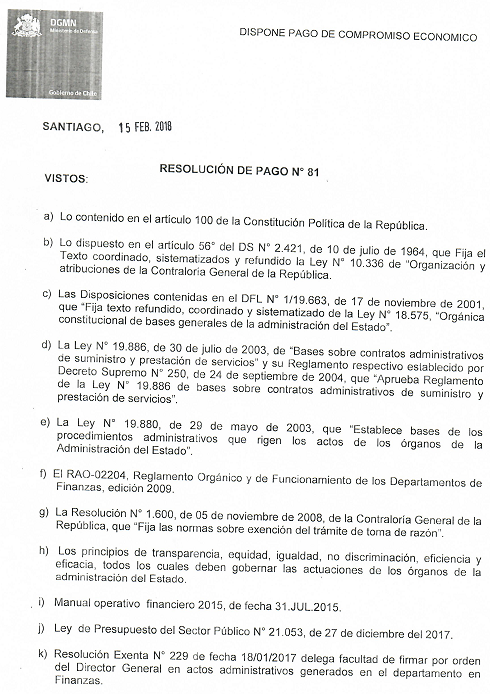 DGMN
Ministerio de Defensa
Gobierno de Chile
DISPONE PAGO DE COMPROMISO ECONOMICO
SANTIAGO, 15 FEB. 2018
RESOLUCIÓN DE PAGO N° 81
VISTOS:
a) Lo contenido en el articulo 100 de la Constitución Política de la República.
b) Lo dispuesto en el artículo 56° del DS N° 2.421, de 10 de julio de 1964, que Fija el
Texto coordinado, sistematizados y refundido la Ley N° 10.336 de "Organización y
atribuciones de la Contraloría General de la República.
c) Las Disposiciones contenidas en el DFL N° 1/19.663, de 17 de noviembre de 2001,
que "Fija texto refundido, coordinado y sistematizado de la Ley N° 18.575, "Orgánica
constitucional de bases generales de la administración del Estado".
d) La Ley N° 19.886, de 30 de julio de 2003, de "Bases sobre contratos administrativos
de suministro y prestación de servicios" y su Reglamento respectivo establecido por
Decreto Supremo N° 250, de 24 de septiembre de 2004, que "Aprueba Reglamento
de la Ley N° 19.886 de bases sobre contratos administrativos de suministro y
prestación de servicios".
e) La Ley N° 19.880, de 29 de mayo de 2003, que "Establece bases de los
procedimientos administrativos que rigen los actos de los órganos de la
Administración del Estado".
f) El RAO-02204, Reglamento Orgánico y de Funcionamiento de los Departamentos de
Finanzas, edición 2009.
g) La Resolución N° 1.600, de 05 de noviembre de 2008, de la Contraloría General de la
República, que "Fija las normas sobre exención del trámite de toma de razón".
h) Los principios de transparencia, equidad, igualdad, no discriminación, eficiencia y
eficacia, todos los cuales deben gobernar las actuaciones de los órganos de la
administración del Estado.
i) Manual operativo financiero 2015, de fecha 31.JUL.2015.
j) Ley de Presupuesto del Sector Público N° 21.053, de 27 de diciembre del 2017.
k) Resolución Exenta N° 229 de fecha 18/01/2017 delega facultad de firmar por orden
del Director General en actos administrativos generados en el departamento en
Finanzas.